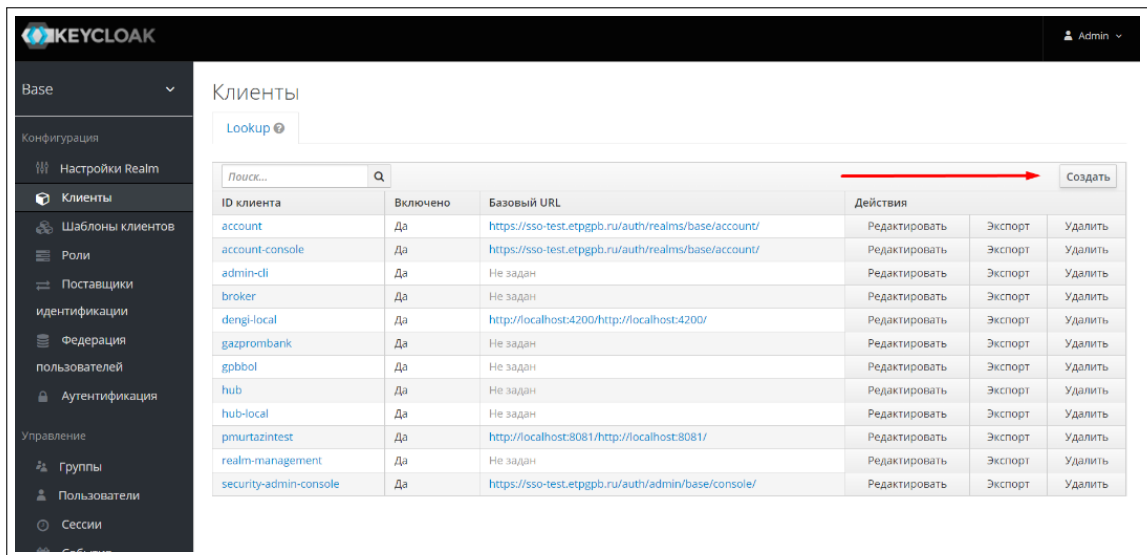 KEYCLOAK
Admin
Base
Конфигурация
Настройки Realm
Клиенты
Шаблоны клиентов
Роли
Поставщики
идентификации
Федерация
пользователей
Аутентификация
Управление
Группы
Пользователи
Сессии
События
Клиенты
Lookup
Поиск...
Создать
ID клиента Включено Базовый URL Действия
account Да https://sso-test.etpgpb.ru/auth/realms/base/account/ Редактировать Экспорт Удалить
account-console Да https://sso-test.etpgpb.ru/auth/realms/base/account/ Редактировать Экспорт Удалить
admin-cli Да Не задан Редактировать Экспорт Удалить
broker Да Не задан Редактировать Экспорт Удалить
dengi-local Да http://localhost:4200/http://localhost:4200/ Редактировать Экспорт Удалить
gazprombank Да Не задан Редактировать Экспорт Удалить
gpbbol Да Не задан Редактировать Экспорт Удалить
hub Да Не задан Редактировать Экспорт Удалить
hub-local Да Не задан Редактировать Экспорт Удалить
pmurtazintest Да http://localhost:8081/http://localhost:8081/ Редактировать Экспорт Удалить
realm-management Да Не задан Редактировать Экспорт Удалить
security-admin-console Да https://sso-test.etpgpb.ru/auth/admin/base/console/ Редактировать Экспорт Удалить